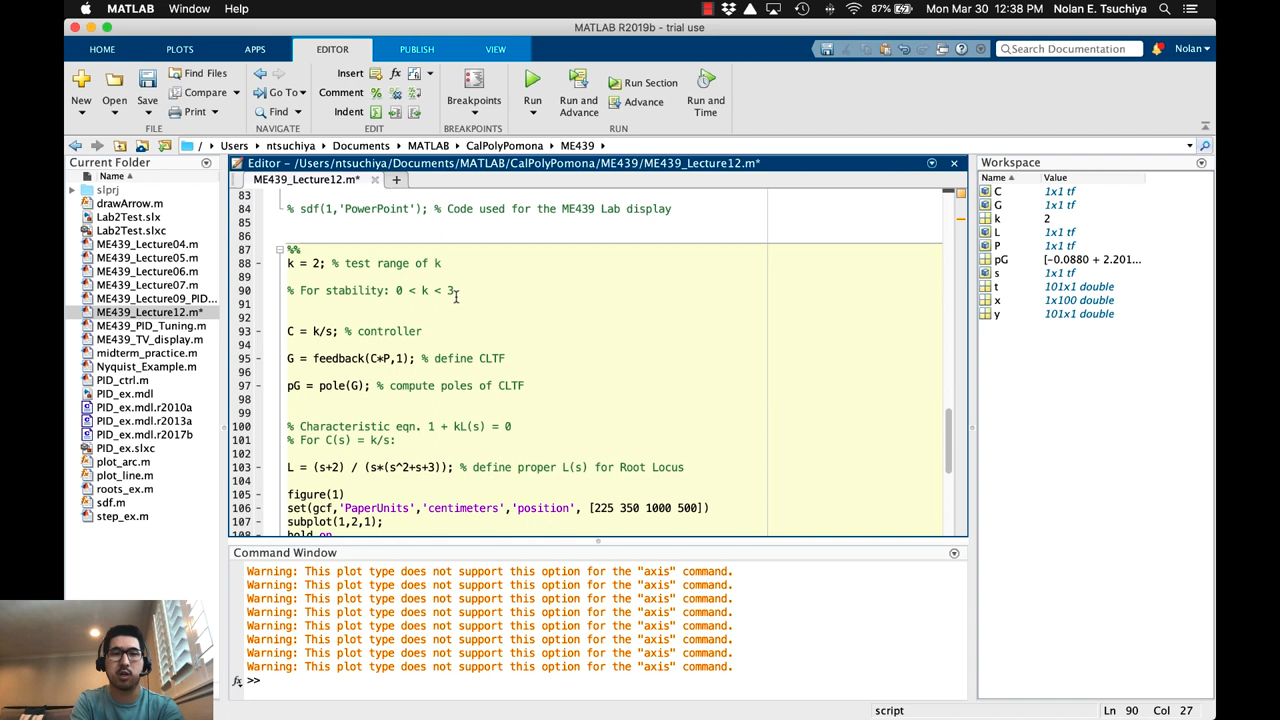 MATLAB Window Help 87% Mon Mar 30 12:38 PM Nolan E. Tsuchiya
MATLAB R2019b - trial use
HOME PLOTS APPS EDITOR PUBLISH VIEW Search Documentation Nolan
New Open Save Find Files Compare Print
Go To Find
Insert Comment Indent fx
Breakpoints Run Run and Advance Run Section Advance Run and Time
FILE NAVIGATE EDIT BREAKPOINTS RUN
/ Users ntsuchiya Documents MATLAB CalPolyPomona ME439
Current Folder
Name
slprj
drawArrow.m
Lab2Test.slx
Lab2Test.slxc
ME439_Lecture04.m
ME439_Lecture05.m
ME439_Lecture06.m
ME439_Lecture07.m
ME439_Lecture09_PID...
ME439_Lecture12.m*
ME439_PID_Tuning.m
ME439_TV_display.m
midterm_practice.m
Nyquist_Example.m
PID_ctrl.m
PID_ex.mdl
PID_ex.mdl.r2010a
PID_ex.mdl.r2013a
PID_ex.mdl.r2017b
PID_ex.slxc
plot_arc.m
plot_line.m
roots_ex.m
sdf.m
step_ex.m
Editor - /Users/ntsuchiya/Documents/MATLAB/CalPolyPomona/ME439/ME439_Lecture12.m*
ME439_Lecture12.m*
83
84 % sdf(1,'PowerPoint'); % Code used for the ME439 Lab display
85
86
87 %%
88 - k = 2; % test range of k
89
90 % For stability: 0 < k < 3
91
92
93 - C = k/s; % controller
94
95 - G = feedback(C*P,1); % define CLTF
96
97 - pG = pole(G); % compute poles of CLTF
98
99
100 % Characteristic eqn. 1 + kL(s) = 0
101 % For C(s) = k/s:
102
103 - L = (s+2) / (s*(s^2+s+3)); % define proper L(s) for Root Locus
104
105 - figure(1)
106 - set(gcf,'PaperUnits','centimeters','position', [225 350 1000 500])
107 - subplot(1,2,1);
108 - hold on
Command Window
Warning: This plot type does not support this option for the "axis" command.
Warning: This plot type does not support this option for the "axis" command.
Warning: This plot type does not support this option for the "axis" command.
Warning: This plot type does not support this option for the "axis" command.
Warning: This plot type does not support this option for the "axis" command.
Warning: This plot type does not support this option for the "axis" command.
Warning: This plot type does not support this option for the "axis" command.
Warning: This plot type does not support this option for the "axis" command.
fx >>
Workspace
Name Value
C 1x1 tf
G 1x1 tf
k 2
L 1x1 tf
P 1x1 tf
pG [-0.0880 + 2.201...
s 1x1 tf
t 101x1 double
x 1x100 double
y 101x1 double
script Ln 90 Col 27